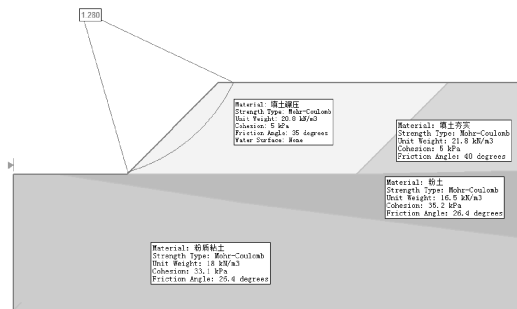 1.280
Material: 填土碾压
Strength Type: Mohr-Coulomb
Unit Weight: 20.8 kN/m3
Cohesion: 5 kPa
Friction Angle: 35 degrees
Water Surface: None
Material: 填土夯实
Strength Type: Mohr-Coulomb
Unit Weight: 21.8 kN/m3
Cohesion: 5 kPa
Friction Angle: 40 degrees
Material: 粉土
Strength Type: Mohr-Coulomb
Unit Weight: 16.5 kN/m3
Cohesion: 35.2 kPa
Friction Angle: 26.4 degrees
Material: 粉质粘土
Strength Type: Mohr-Coulomb
Unit Weight: 18 kN/m3
Cohesion: 33.1 kPa
Friction Angle: 26.4 degrees